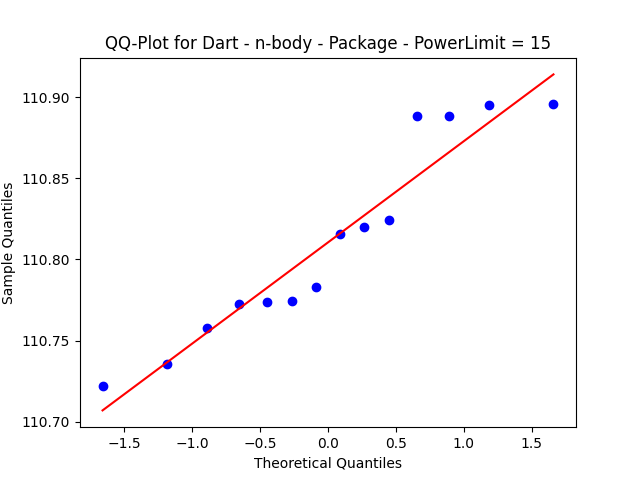 QQ-Plot for Dart - n-body - Package - PowerLimit = 15
110.90
110.85
110.80
110.75
110.70
Sample Quantiles
−1.5 −1.0 −0.5 0.0 0.5 1.0 1.5
Theoretical Quantiles